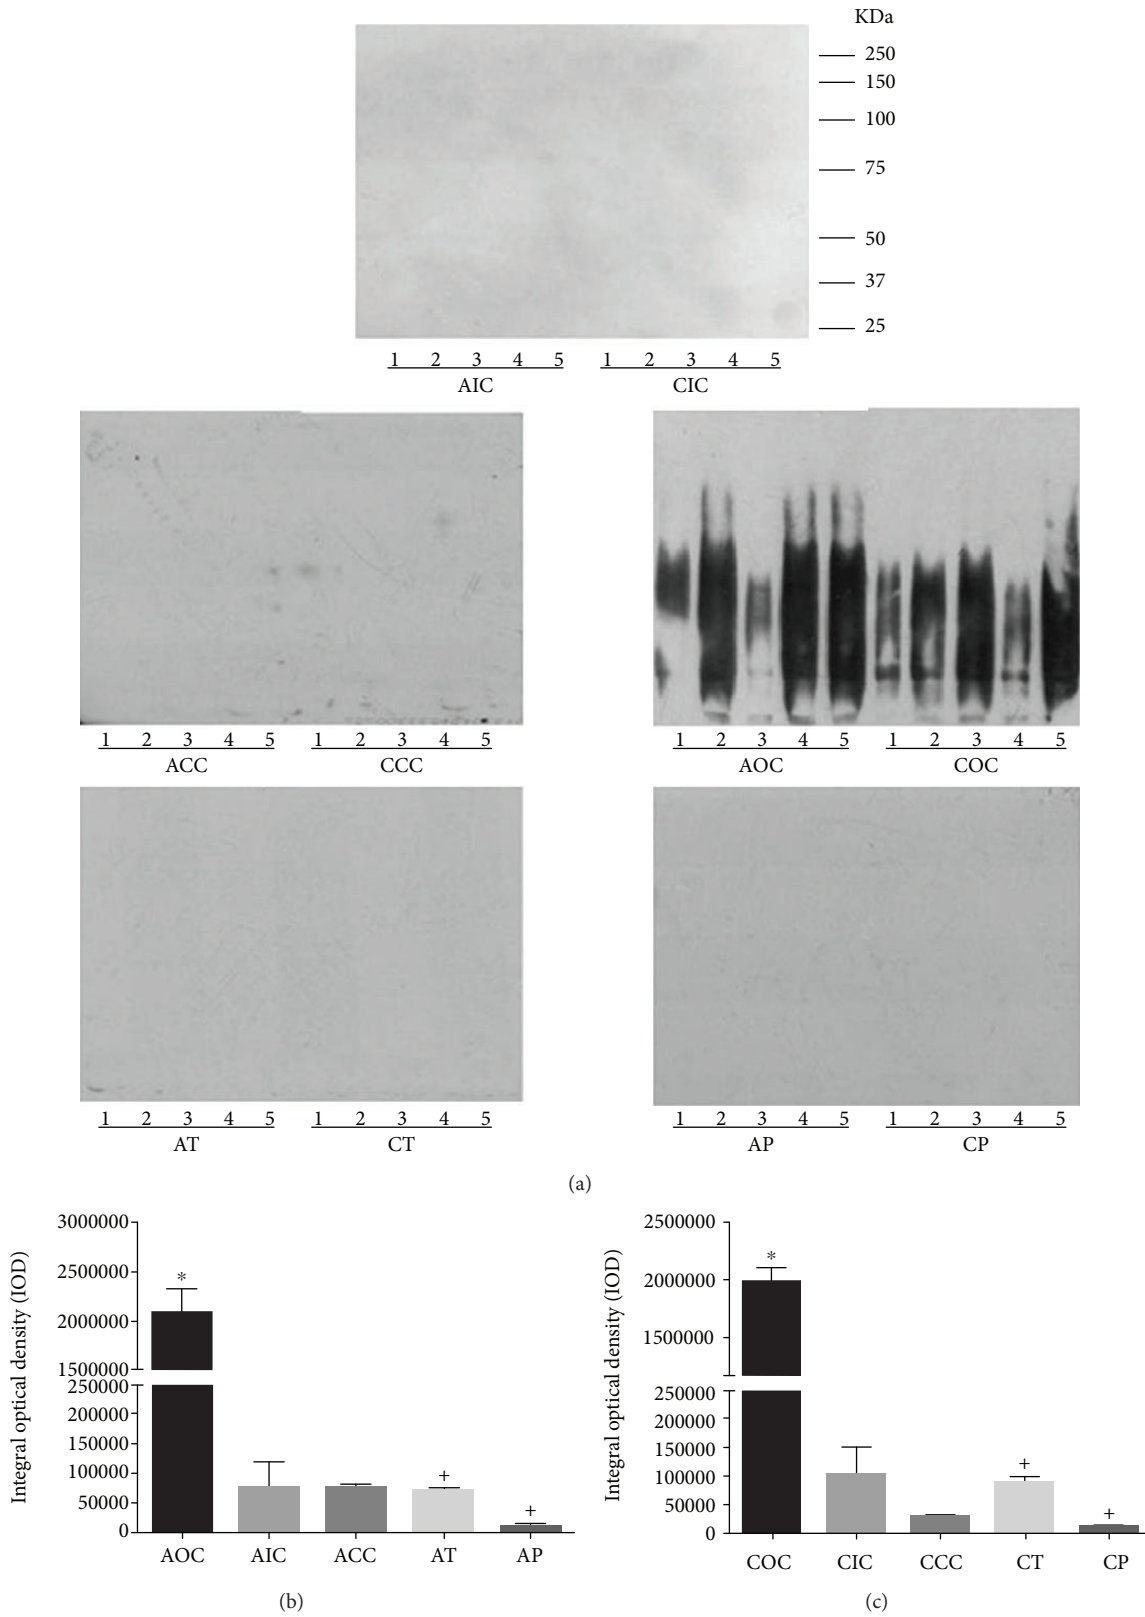 KDa
250
150
100
75
50
37
25
1 2 3 4 5 1 2 3 4 5
AIC CIC
1 2 3 4 5 1 2 3 4 5
ACC CCC
1 2 3 4 5 1 2 3 4 5
AOC COC
1 2 3 4 5 1 2 3 4 5
AT CT
1 2 3 4 5 1 2 3 4 5
AP CP
(a)
Integral optical density (IOD)
3000000
2500000
2000000
1500000
250000
200000
150000
100000
50000
0
*
+
+
AOC AIC ACC AT AP
(b)
Integral optical density (IOD)
2500000
2000000
1500000
250000
200000
150000
100000
50000
0
*
+
+
COC CIC CCC CT CP
(c)